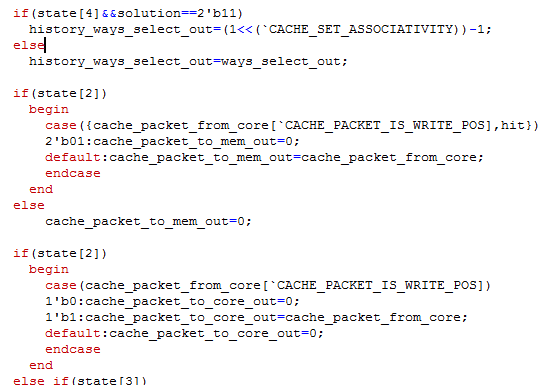 if(state[4]&&solution==2'b11)
history_ways_select_out=(1<<(`CACHE_SET_ASSOCIATIVITY))-1;
else
history_ways_select_out=ways_select_out;
if(state[2])
begin
case({cache_packet_from_core[`CACHE_PACKET_IS_WRITE_POS],hit})
2'b01:cache_packet_to_mem_out=0;
default:cache_packet_to_mem_out=cache_packet_from_core;
endcase
end
else
cache_packet_to_mem_out=0;
if(state[2])
begin
case(cache_packet_from_core[`CACHE_PACKET_IS_WRITE_POS])
1'b0:cache_packet_to_core_out=0;
1'b1:cache_packet_to_core_out=cache_packet_from_core;
default:cache_packet_to_core_out=0;
endcase
end
else if(state[3])